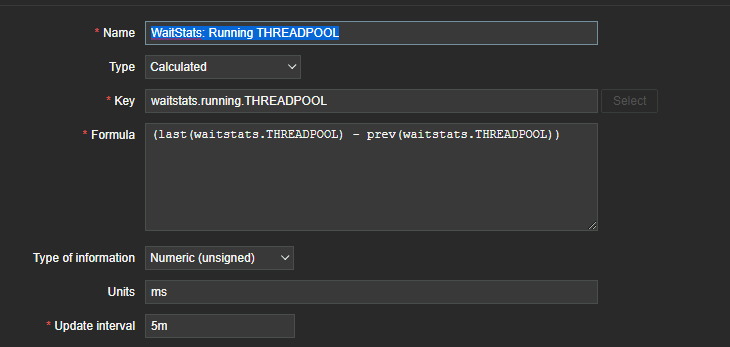 * Name WaitStats: Running THREADPOOL
Type Calculated
* Key waitstats.running.THREADPOOL Select
* Formula (last(waitstats.THREADPOOL) - prev(waitstats.THREADPOOL))
Type of information Numeric (unsigned)
Units ms
* Update interval 5m